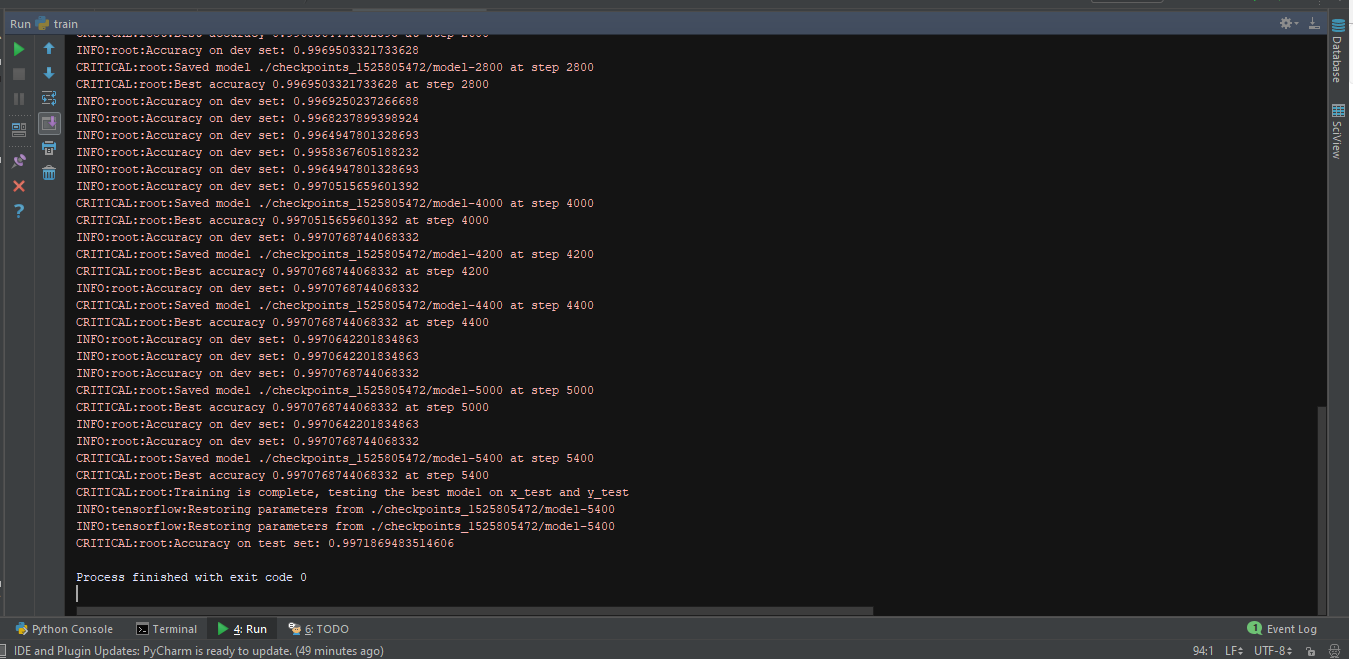 Run train
INFO:root:Accuracy on dev set: 0.9969503321733628
CRITICAL:root:Saved model ./checkpoints_1525805472/model-2800 at step 2800
CRITICAL:root:Best accuracy 0.9969503321733628 at step 2800
INFO:root:Accuracy on dev set: 0.9969250237266688
INFO:root:Accuracy on dev set: 0.9968237899398924
INFO:root:Accuracy on dev set: 0.9964947801328693
INFO:root:Accuracy on dev set: 0.9958367605188232
INFO:root:Accuracy on dev set: 0.9964947801328693
INFO:root:Accuracy on dev set: 0.9970515659601392
CRITICAL:root:Saved model ./checkpoints_1525805472/model-4000 at step 4000
CRITICAL:root:Best accuracy 0.9970515659601392 at step 4000
INFO:root:Accuracy on dev set: 0.9970768744068332
CRITICAL:root:Saved model ./checkpoints_1525805472/model-4200 at step 4200
CRITICAL:root:Best accuracy 0.9970768744068332 at step 4200
INFO:root:Accuracy on dev set: 0.9970768744068332
CRITICAL:root:Saved model ./checkpoints_1525805472/model-4400 at step 4400
CRITICAL:root:Best accuracy 0.9970768744068332 at step 4400
INFO:root:Accuracy on dev set: 0.9970642201834863
INFO:root:Accuracy on dev set: 0.9970642201834863
INFO:root:Accuracy on dev set: 0.9970768744068332
CRITICAL:root:Saved model ./checkpoints_1525805472/model-5000 at step 5000
CRITICAL:root:Best accuracy 0.9970768744068332 at step 5000
INFO:root:Accuracy on dev set: 0.9970642201834863
INFO:root:Accuracy on dev set: 0.9970768744068332
CRITICAL:root:Saved model ./checkpoints_1525805472/model-5400 at step 5400
CRITICAL:root:Best accuracy 0.9970768744068332 at step 5400
CRITICAL:root:Training is complete, testing the best model on x_test and y_test
INFO:tensorflow:Restoring parameters from ./checkpoints_1525805472/model-5400
INFO:tensorflow:Restoring parameters from ./checkpoints_1525805472/model-5400
CRITICAL:root:Accuracy on test set: 0.9971869483514606
Process finished with exit code 0
Database
SciView
Python Console Terminal 4: Run 6: TODO 1 Event Log
IDE and Plugin Updates: PyCharm is ready to update. (49 minutes ago) 94:1 LF UTF-8